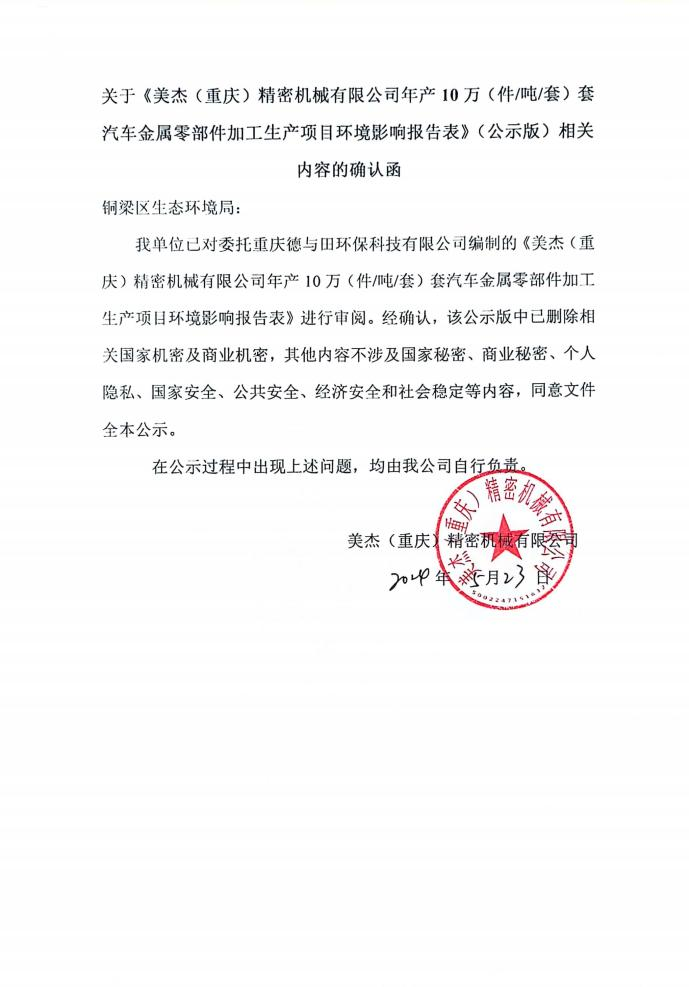 关于《美杰（重庆）精密机械有限公司年产 10 万（件/吨/套）套
汽车金属零部件加工生产项目环境影响报告表》（公示版）相关
内容的确认函
铜梁区生态环境局：
我单位已对委托重庆德与田环保科技有限公司编制的《美杰（重
庆）精密机械有限公司年产 10 万（件/吨/套）套汽车金属零部件加工
生产项目环境影响报告表》进行审阅。经确认，该公示版中已删除相
关国家机密及商业机密，其他内容不涉及国家秘密、商业秘密、个人
隐私、国家安全、公共安全、经济安全和社会稳定等内容，同意文件
全本公示。
在公示过程中出现上述问题，均由我公司自行负责。
美杰（重庆）精密机械有限公司
2024 年 5 月 23 日
美杰（重庆）精密机械有限公司